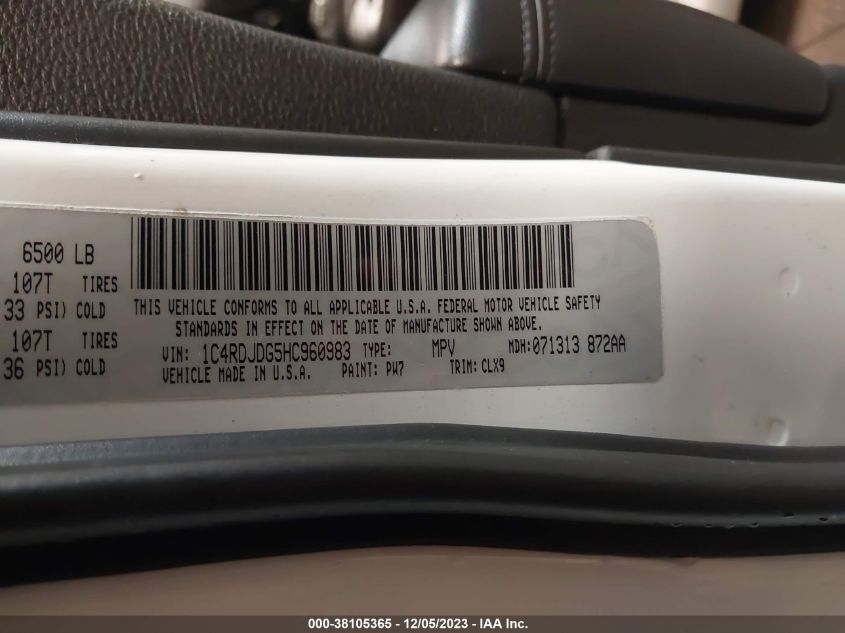 6500 LB
107T TIRES
33 PSI) COLD
107T TIRES
36 PSI) COLD
THIS VEHICLE CONFORMS TO ALL APPLICABLE U.S.A. FEDERAL MOTOR VEHICLE SAFETY
STANDARDS IN EFFECT ON THE DATE OF MANUFACTURE SHOWN ABOVE.
VIN: 1C4RDJDG5HC960983 TYPE: MPV MDH:071313 872AA
VEHICLE MADE IN U.S.A. PAINT: PW7 TRIM: CLX9
000-38105365 - 12/05/2023 - IAA Inc.